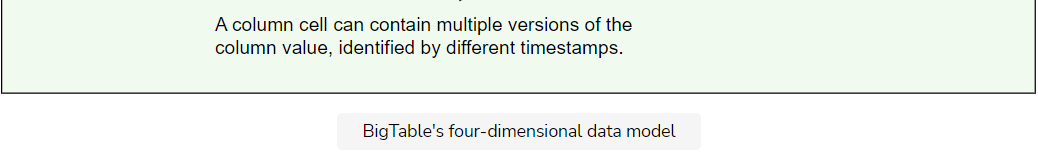 A column cell can contain multiple versions of the
column value, identified by different timestamps.
BigTable's four-dimensional data model